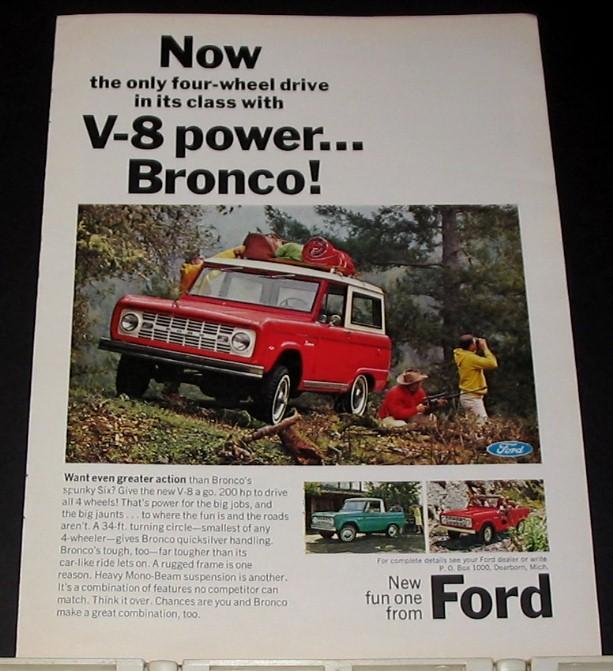 Now
the only four-wheel drive
in its class with
V-8 power...
Bronco!
Ford
Want even greater action than Bronco's
spunky Six? Give the new V-8 a go. 200 hp to drive
all 4 wheels! That's power for the big jobs, and
the big jaunts . . . to where the fun is and the roads
aren't. A 34-ft. turning circle—smallest of any
4-wheeler—gives Bronco quicksilver handling.
Bronco's tough, too—far tougher than its
car-like ride lets on. A rugged frame is one
reason. Heavy Mono-Beam suspension is another.
It's a combination of features no competitor can
match. Think it over. Chances are you and Bronco
make a great combination, too.
For complete details see your Ford dealer or write
P. O. Box 1000, Dearborn, Mich.
New
fun one
from
Ford